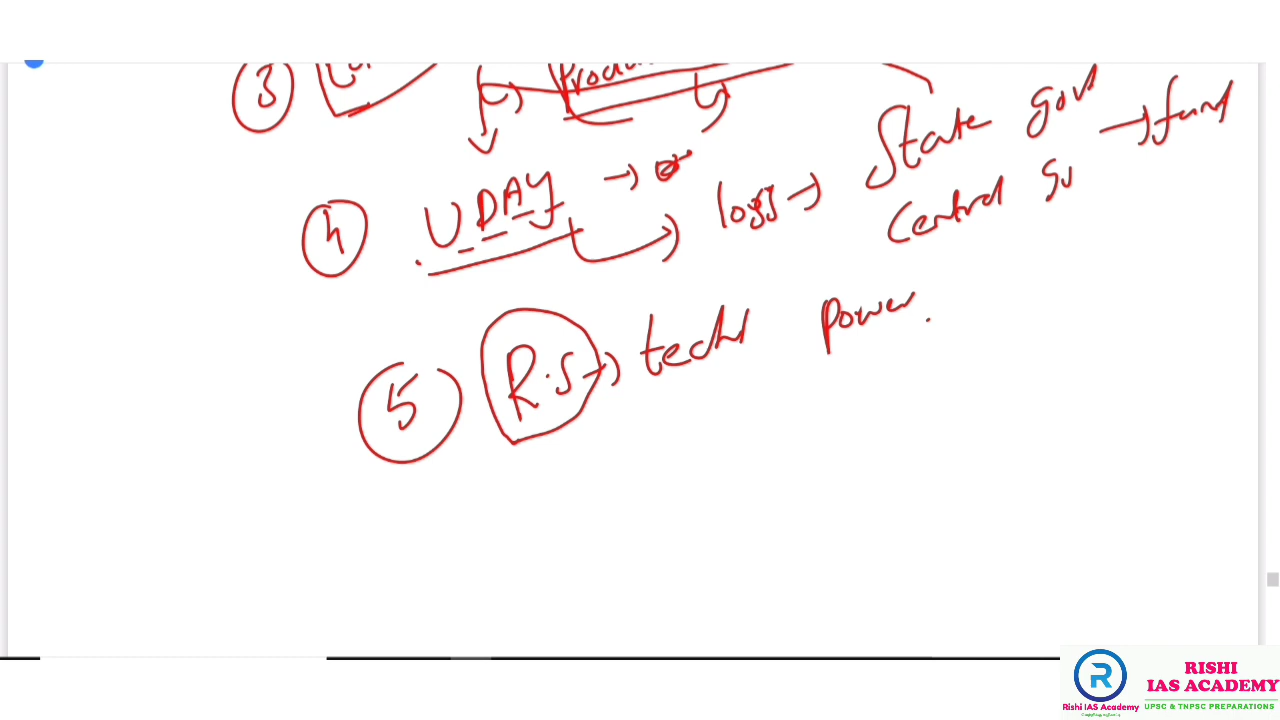 3
4 UDAY → loss → State govt → fund
Central
5 R.S → tech Power.
RISHI
IAS ACADEMY
Rishi IAS Academy
UPSC & TNPSC PREPARATIONS